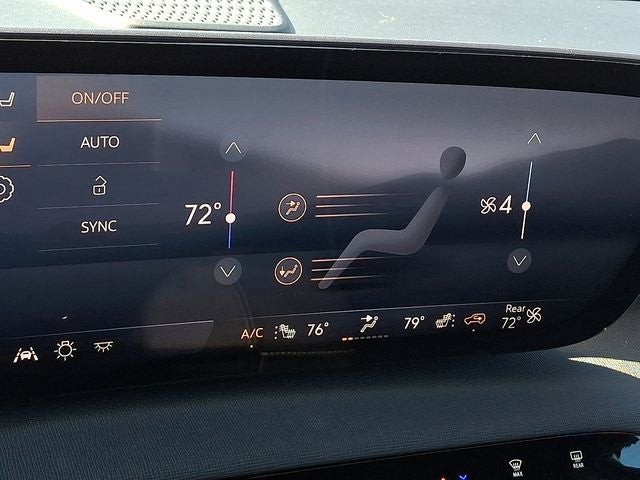 ON/OFF
AUTO
SYNC
72°
4
A/C
76°
79°
Rear
72°
MAX
REAR